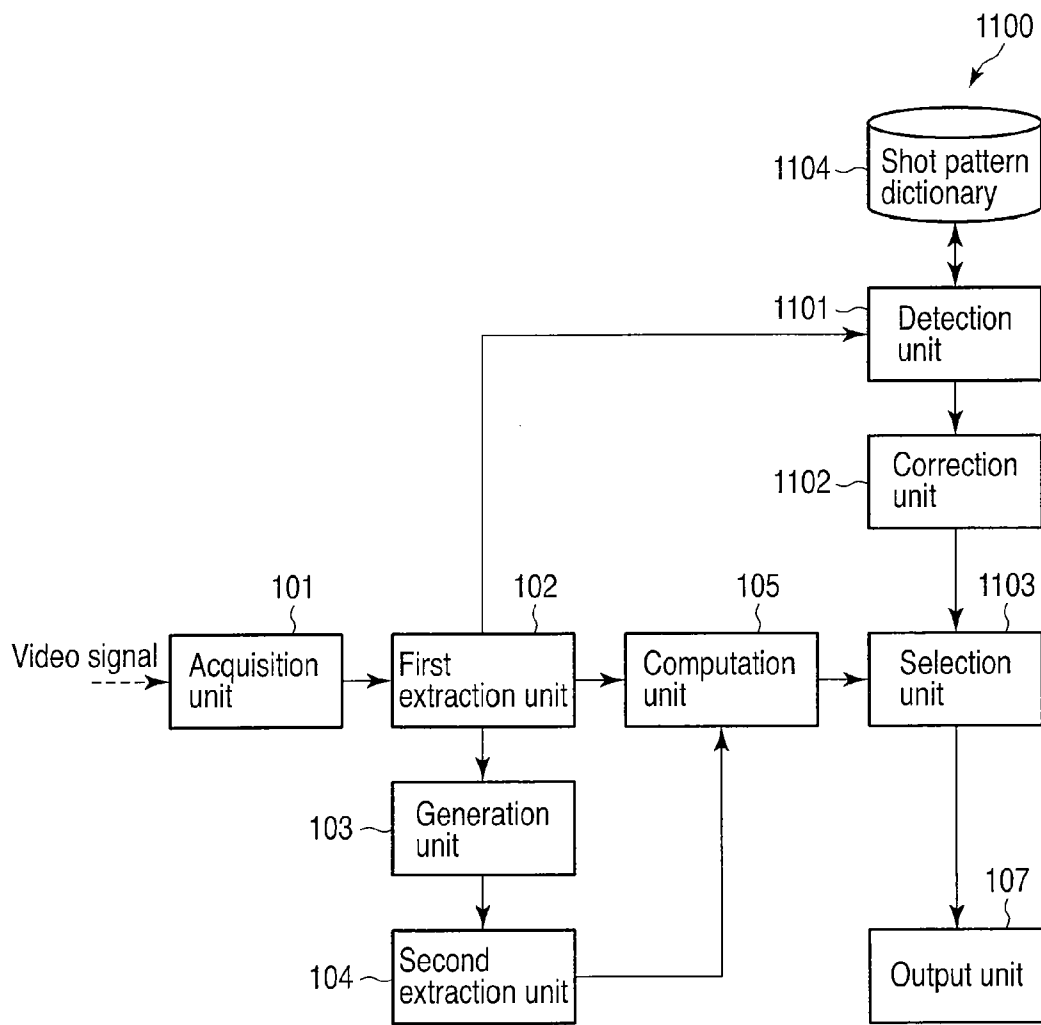 1100
1104
Shot pattern
dictionary
1101
Detection
unit
1102
Correction
unit
101
102
105
1103
Video signal
Acquisition
unit
First
extraction unit
Computation
unit
Selection
unit
103
Generation
unit
107
104
Second
extraction unit
Output unit